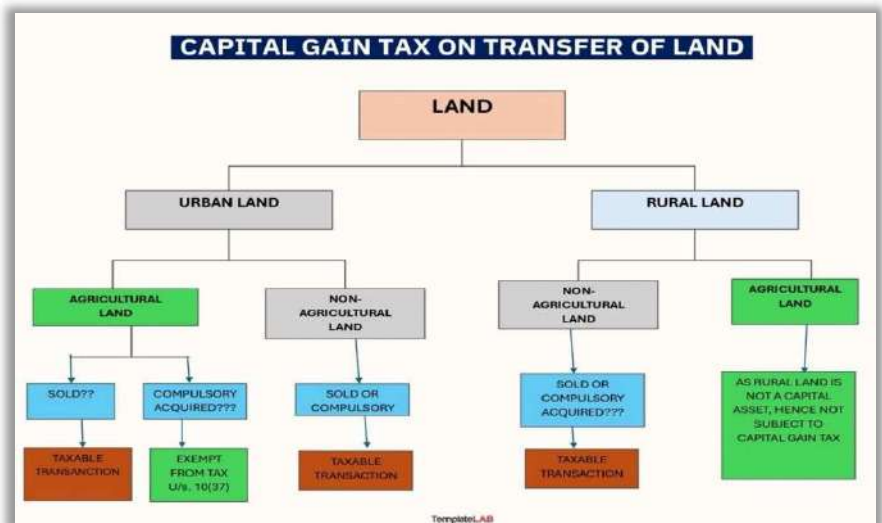 CAPITAL GAIN TAX ON TRANSFER OF LAND
LAND
URBAN LAND
RURAL LAND
AGRICULTURAL
LAND
NON-
AGRICULTURAL
LAND
NON-
AGRICULTURAL
LAND
AGRICULTURAL
LAND
SOLD??
COMPULSORY
ACQUIRED???
SOLD OR
COMPULSORY
SOLD OR
COMPULSORY
ACQUIRED???
AS RURAL LAND IS
NOT A CAPITAL
ASSET, HENCE NOT
SUBJECT TO
CAPITAL GAIN TAX
TAXABLE
TRANSANCTION
EXEMPT
FROM TAX
U/s. 10(37)
TAXABLE
TRANSACTION
TAXABLE
TRANSACTION
TemplateLAB